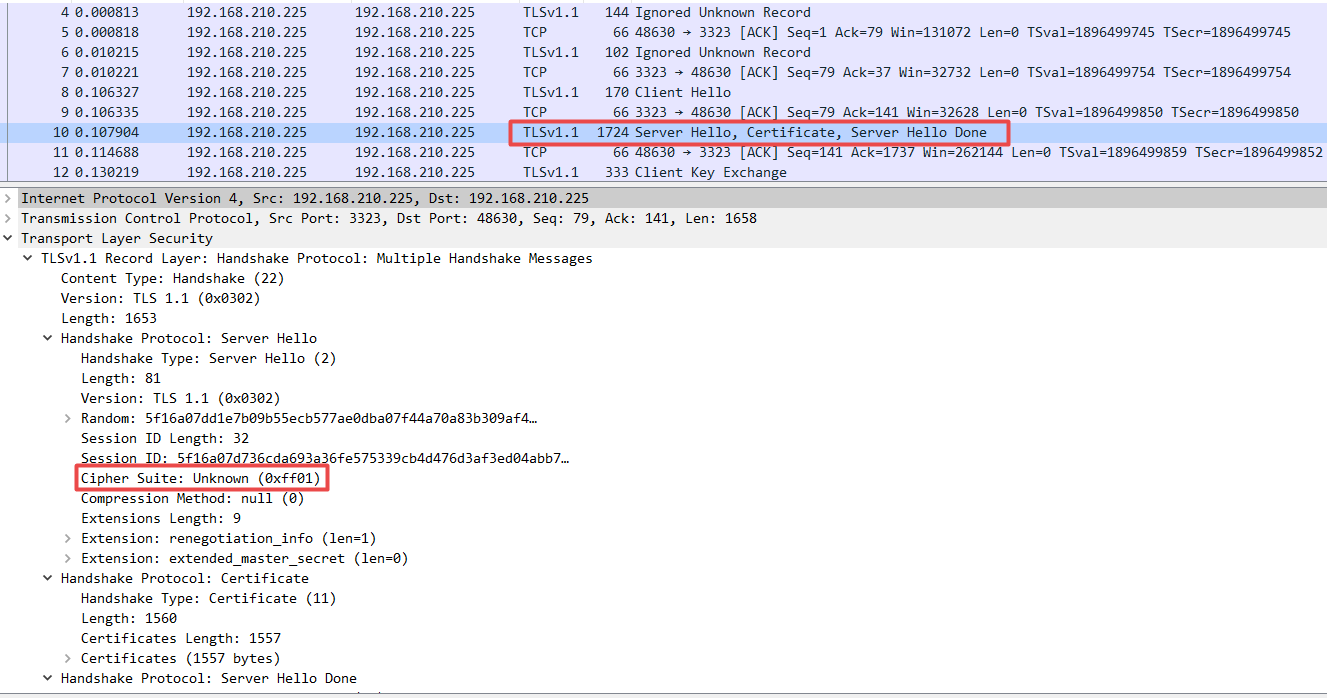 4 0.000813 192.168.210.225 192.168.210.225 TLSv1.1 144 Ignored Unknown Record
5 0.000818 192.168.210.225 192.168.210.225 TCP 66 48630 → 3323 [ACK] Seq=1 Ack=79 Win=131072 Len=0 TSval=1896499745 TSecr=1896499745
6 0.010215 192.168.210.225 192.168.210.225 TLSv1.1 102 Ignored Unknown Record
7 0.010221 192.168.210.225 192.168.210.225 TCP 66 3323 → 48630 [ACK] Seq=79 Ack=37 Win=32732 Len=0 TSval=1896499754 TSecr=1896499754
8 0.106327 192.168.210.225 192.168.210.225 TLSv1.1 170 Client Hello
9 0.106335 192.168.210.225 192.168.210.225 TCP 66 3323 → 48630 [ACK] Seq=79 Ack=141 Win=32628 Len=0 TSval=1896499850 TSecr=1896499850
10 0.107904 192.168.210.225 192.168.210.225 TLSv1.1 1724 Server Hello, Certificate, Server Hello Done
11 0.114688 192.168.210.225 192.168.210.225 TCP 66 48630 → 3323 [ACK] Seq=141 Ack=1737 Win=262144 Len=0 TSval=1896499859 TSecr=1896499852
12 0.130219 192.168.210.225 192.168.210.225 TLSv1.1 333 Client Key Exchange
Internet Protocol Version 4, Src: 192.168.210.225, Dst: 192.168.210.225
Transmission Control Protocol, Src Port: 3323, Dst Port: 48630, Seq: 79, Ack: 141, Len: 1658
Transport Layer Security
TLSv1.1 Record Layer: Handshake Protocol: Multiple Handshake Messages
Content Type: Handshake (22)
Version: TLS 1.1 (0x0302)
Length: 1653
Handshake Protocol: Server Hello
Handshake Type: Server Hello (2)
Length: 81
Version: TLS 1.1 (0x0302)
Random: 5f16a07dd1e7b09b55ecb577ae0dba07f44a70a83b309af4…
Session ID Length: 32
Session ID: 5f16a07d736cda693a36fe575339cb4d476d3af3ed04abb7…
Cipher Suite: Unknown (0xff01)
Compression Method: null (0)
Extensions Length: 9
Extension: renegotiation_info (len=1)
Extension: extended_master_secret (len=0)
Handshake Protocol: Certificate
Handshake Type: Certificate (11)
Length: 1560
Certificates Length: 1557
Certificates (1557 bytes)
Handshake Protocol: Server Hello Done